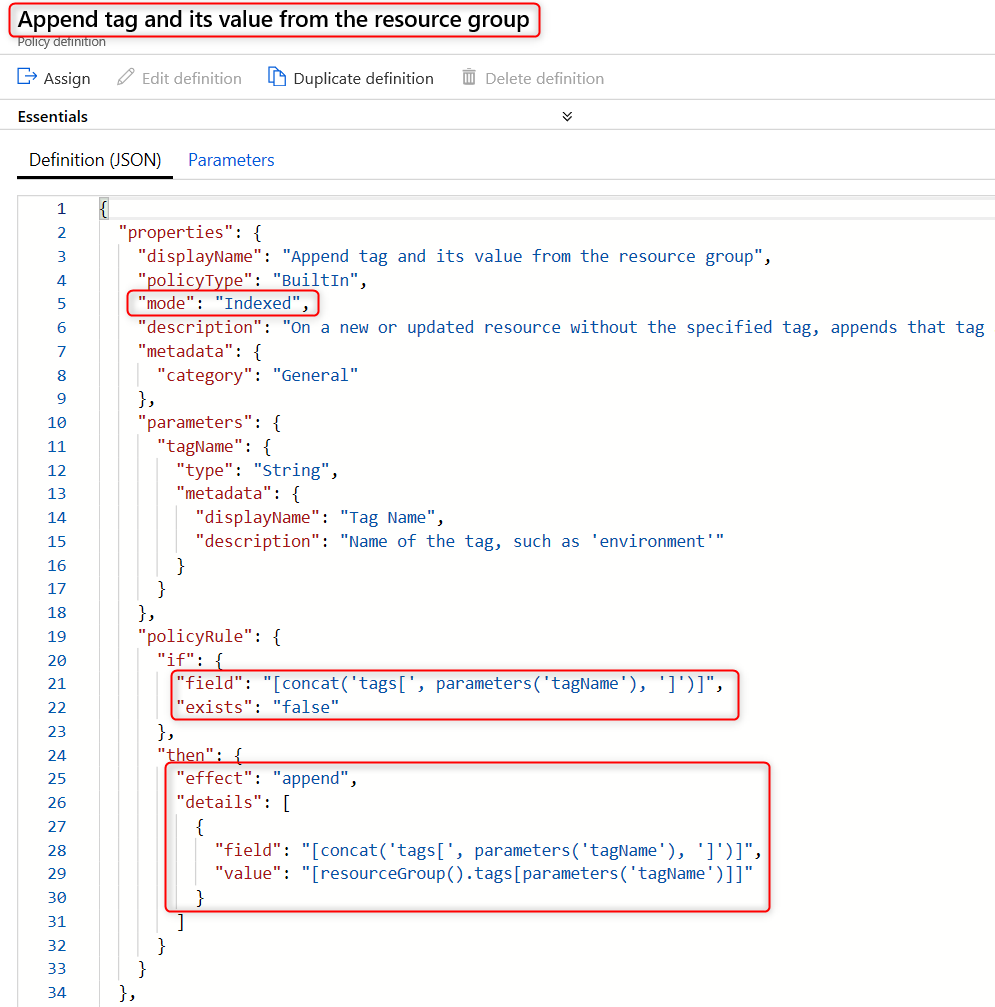 Append tag and its value from the resource group
Policy definition
Assign Edit definition Duplicate definition Delete definition
Essentials
Definition (JSON) Parameters
1 {
2 "properties": {
3 "displayName": "Append tag and its value from the resource group",
4 "policyType": "BuiltIn",
5 "mode": "Indexed",
6 "description": "On a new or updated resource without the specified tag, appends that tag
7 "metadata": {
8 "category": "General"
9 },
10 "parameters": {
11 "tagName": {
12 "type": "String",
13 "metadata": {
14 "displayName": "Tag Name",
15 "description": "Name of the tag, such as 'environment'"
16 }
17 }
18 },
19 "policyRule": {
20 "if": {
21 "field": "[concat('tags[', parameters('tagName'), ']')]",
22 "exists": "false"
23 },
24 "then": {
25 "effect": "append",
26 "details": [
27 {
28 "field": "[concat('tags[', parameters('tagName'), ']')]",
29 "value": "[resourceGroup().tags[parameters('tagName')]]"
30 }
31 ]
32 }
33 }
34 },